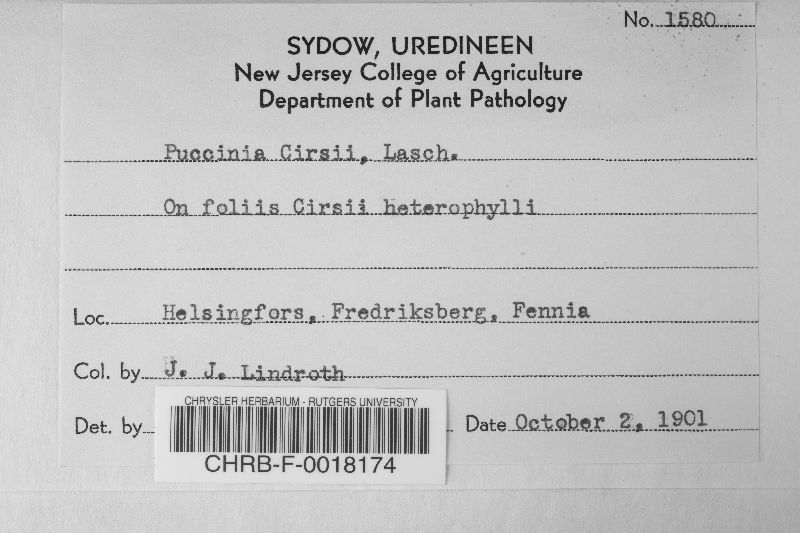 No. 1580
SYDOW, UREDINEEN
New Jersey College of Agriculture
Department of Plant Pathology
Puccinia Cirsii, Lasch.
On foliis Cirsii heterophylli
Loc. Helsingfors, Fredriksberg, Fennia
Col. by J. J. Lindroth
Det. by Date October 2, 1901
CHRYSLER HERBARIUM - RUTGERS UNIVERSITY
CHRB-F-0018174